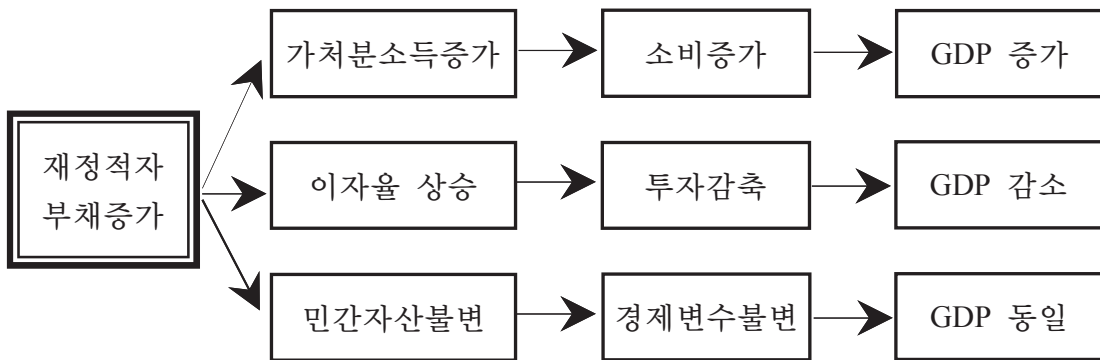 가처분소득증가
소비증가
GDP 증가
재정적자
부채증가
이자율 상승
투자감축
GDP 감소
민간자산불변
경제변수불변
GDP 동일